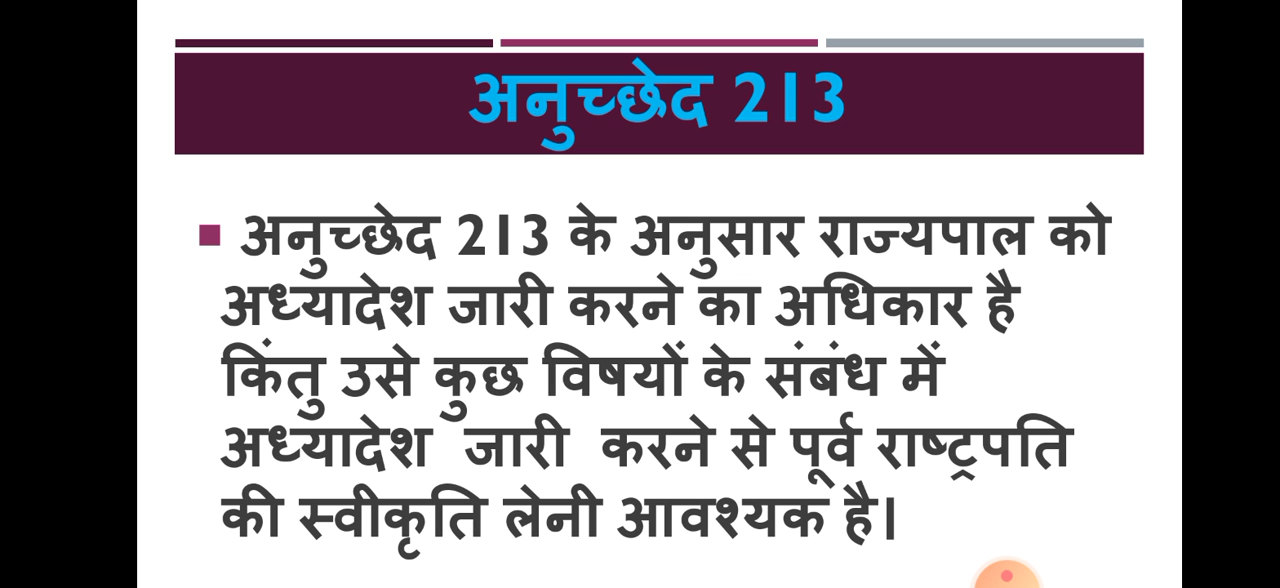 अनुच्छेद 213
अनुच्छेद 213 के अनुसार राज्यपाल को
अध्यादेश जारी करने का अधिकार है
किंतु उसे कुछ विषयों के संबंध में
अध्यादेश जारी करने से पूर्व राष्ट्रपति
की स्वीकृति लेनी आवश्यक है।